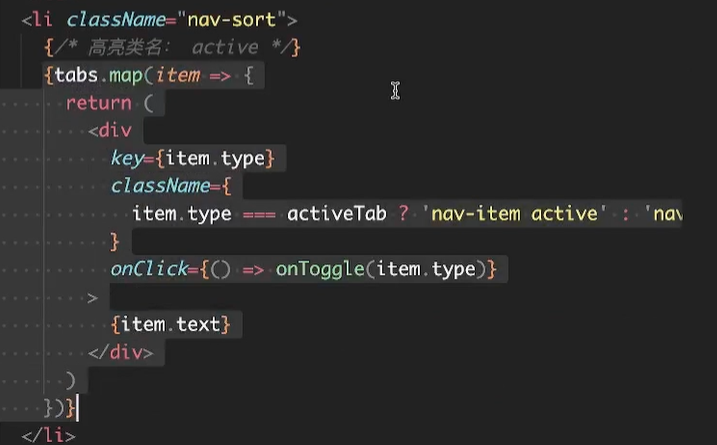 <li className="nav-sort">
{/* 高亮类名： active */}
{tabs.map(item => {
return (
<div
key={item.type}
className={
item.type === activeTab ? 'nav-item active' : 'nav
}
onClick={() => onToggle(item.type)}
>
{item.text}
</div>
)
})}
</li>